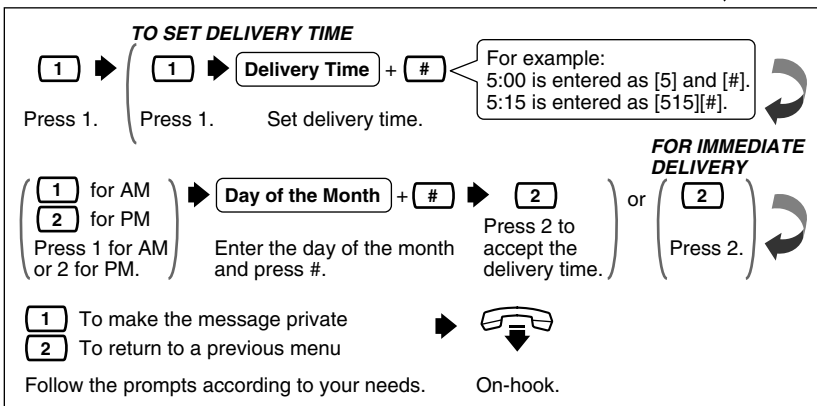 TO SET DELIVERY TIME
1 1 Delivery Time + # For example:
5:00 is entered as [5] and [#].
5:15 is entered as [515][#].
Press 1. Press 1. Set delivery time.
FOR IMMEDIATE
DELIVERY
1 for AM Day of the Month + # 2 or 2
2 for PM
Press 1 for AM
or 2 for PM.
Enter the day of the month
and press #.
Press 2 to
accept the
delivery time.
Press 2.
1 To make the message private
2 To return to a previous menu
Follow the prompts according to your needs. On-hook.